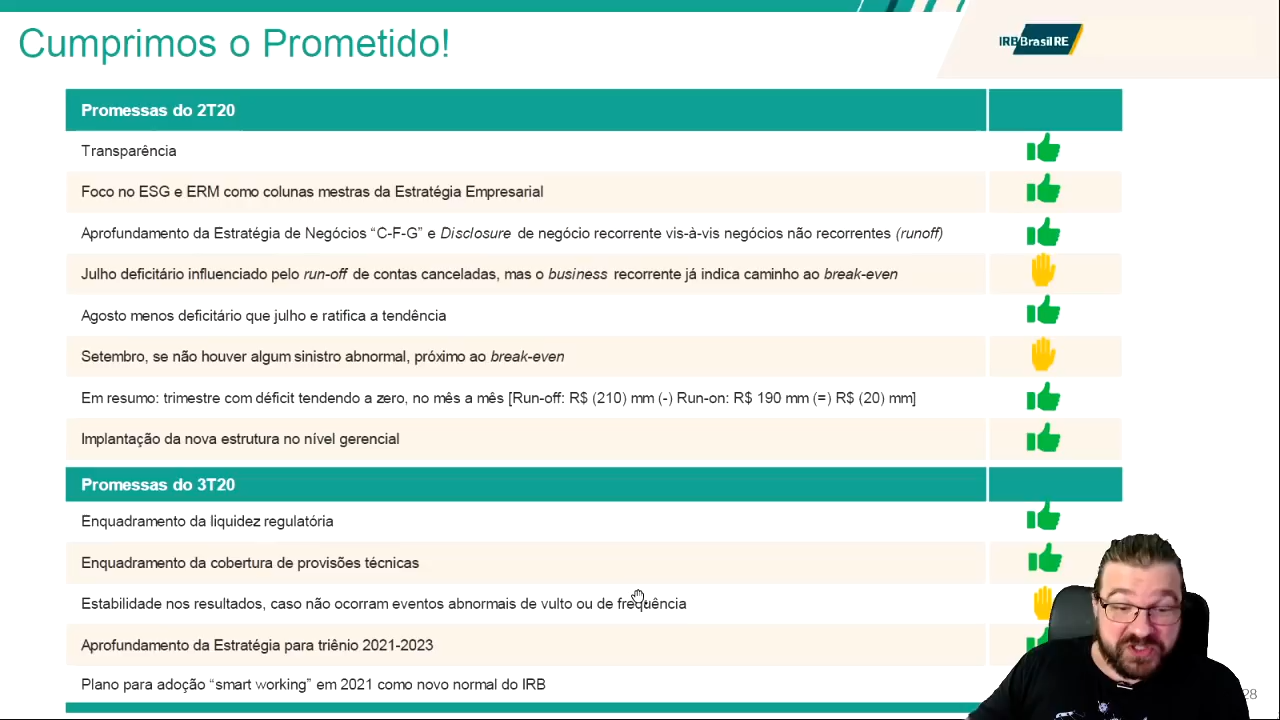 Cumprimos o Prometido!
IRB Brasil RE
Promessas do 2T20
Transparência
Foco no ESG e ERM como colunas mestras da Estratégia Empresarial
Aprofundamento da Estratégia de Negócios “C-F-G” e Disclosure de negócio recorrente vis-à-vis negócios não recorrentes (runoff)
Julho deficitário influenciado pelo run-off de contas canceladas, mas o business recorrente já indica caminho ao break-even
Agosto menos deficitário que julho e ratifica a tendência
Setembro, se não houver algum sinistro abnormal, próximo ao break-even
Em resumo: trimestre com déficit tendendo a zero, no mês a mês [Run-off: R$ (210) mm (-) Run-on: R$ 190 mm (=) R$ (20) mm]
Implantação da nova estrutura no nível gerencial
Promessas do 3T20
Enquadramento da liquidez regulatória
Enquadramento da cobertura de provisões técnicas
Estabilidade nos resultados, caso não ocorram eventos abnormais de vulto ou de frequência
Aprofundamento da Estratégia para triênio 2021-2023
Plano para adoção “smart working” em 2021 como novo normal do IRB
28